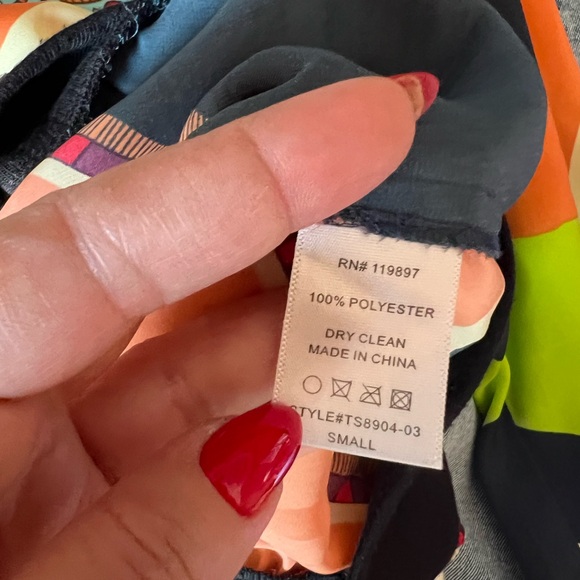 RN# 119897
100% POLYESTER
DRY CLEAN
MADE IN CHINA
STYLE#TS8904-03
SMALL